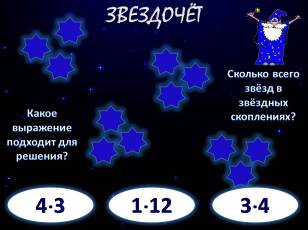 ЗВЕЗДОЧЁТ
Сколько всего
звёзд в
звёздных
скоплениях?
Какое
выражение
подходит для
решения?
4·3
1·12
3·4